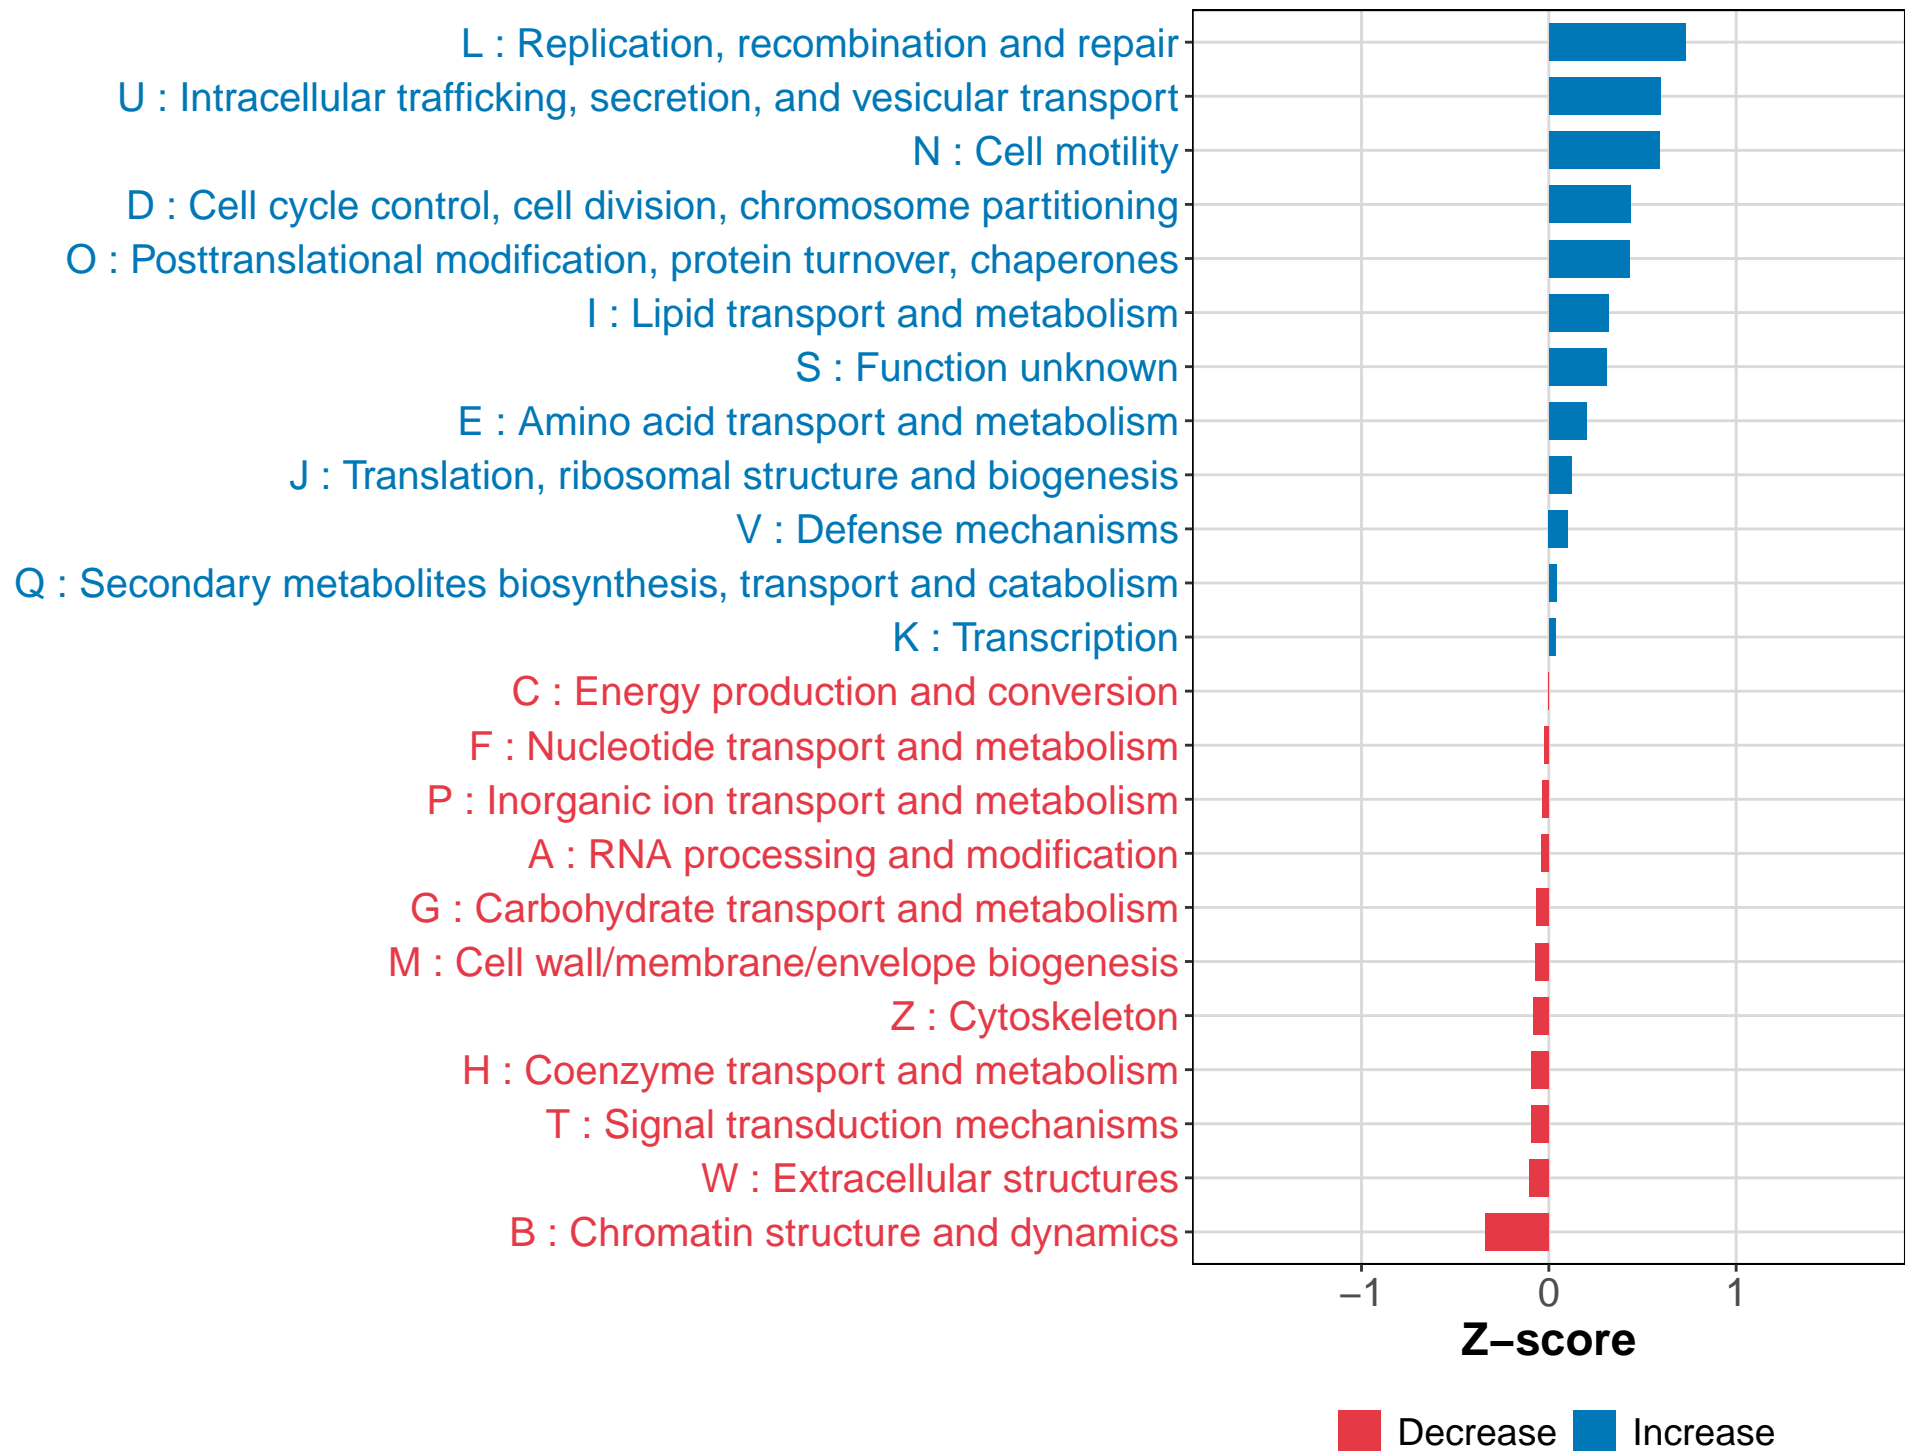 L : Replication, recombination and repair
U : Intracellular trafficking, secretion, and vesicular transport
N : Cell motility
D : Cell cycle control, cell division, chromosome partitioning
O : Posttranslational modification, protein turnover, chaperones
I : Lipid transport and metabolism
S : Function unknown
E : Amino acid transport and metabolism
J : Translation, ribosomal structure and biogenesis
V : Defense mechanisms
Q : Secondary metabolites biosynthesis, transport and catabolism
K : Transcription
C : Energy production and conversion
F : Nucleotide transport and metabolism
P : Inorganic ion transport and metabolism
A : RNA processing and modification
G : Carbohydrate transport and metabolism
M : Cell wall/membrane/envelope biogenesis
Z : Cytoskeleton
H : Coenzyme transport and metabolism
T : Signal transduction mechanisms
W : Extracellular structures
B : Chromatin structure and dynamics
−1 0 1
Z−score
Decrease Increase